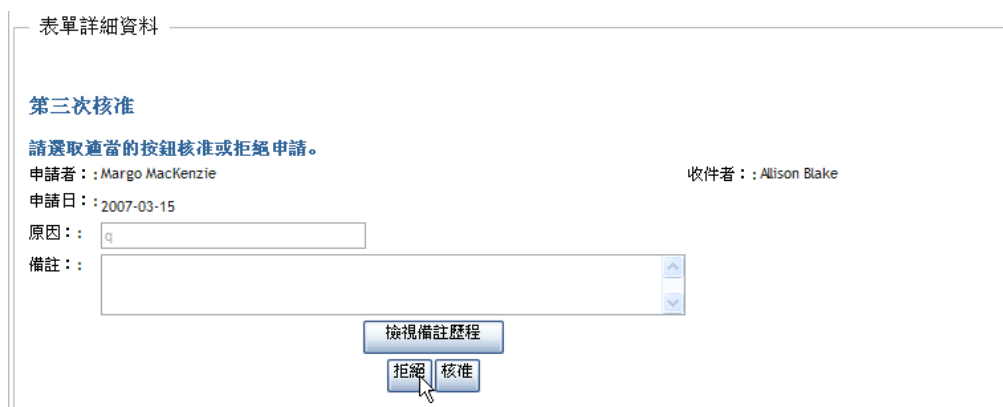 表單詳細資料
第三次核准
請選取適當的按鈕核准或拒絕申請。
申請者：: Margo MacKenzie 收件者：: Allison Blake
申請日：: 2007-03-15
原因：: q
備註：:
檢視備註歷程
拒絕 核准